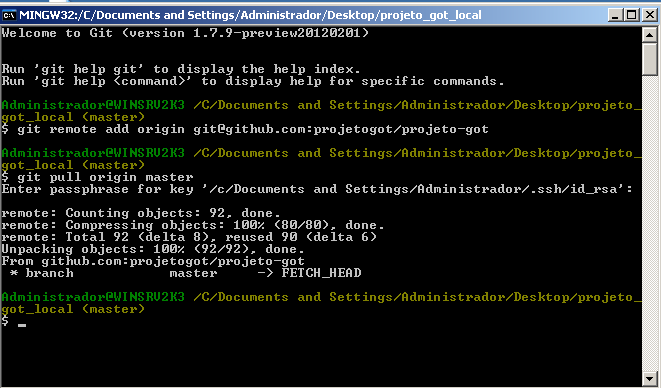 MINGW32:/C/Documents and Settings/Administrador/Desktop/projeto_got_local
Welcome to Git (version 1.7.9-preview20120201)
Run 'git help git' to display the help index.
Run 'git help <command>' to display help for specific commands.
Administrador@WINSRV2K3 /C/Documents and Settings/Administrador/Desktop/projeto_
got_local (master)
$ git remote add origin git@github.com:projetogot/projeto-got
Administrador@WINSRV2K3 /C/Documents and Settings/Administrador/Desktop/projeto_
got_local (master)
$ git pull origin master
Enter passphrase for key '/c/Documents and Settings/Administrador/.ssh/id_rsa':
remote: Counting objects: 92, done.
remote: Compressing objects: 100% (80/80), done.
remote: Total 92 (delta 8), reused 90 (delta 6)
Unpacking objects: 100% (92/92), done.
From github.com:projetogot/projeto-got
 * branch            master     -> FETCH_HEAD
Administrador@WINSRV2K3 /C/Documents and Settings/Administrador/Desktop/projeto_
got_local (master)
$ _